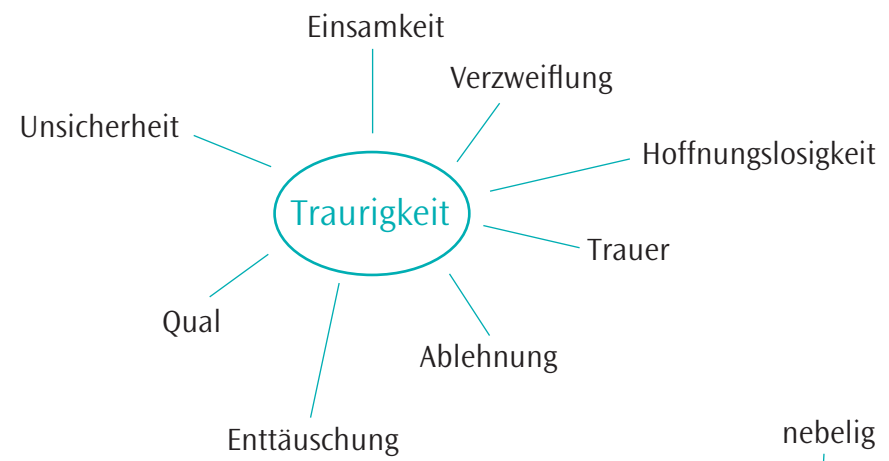 Einsamkeit
Verzweiflung
Unsicherheit
Hoffnungslosigkeit
Traurigkeit
Trauer
Qual
Ablehnung
Enttäuschung
nebelig